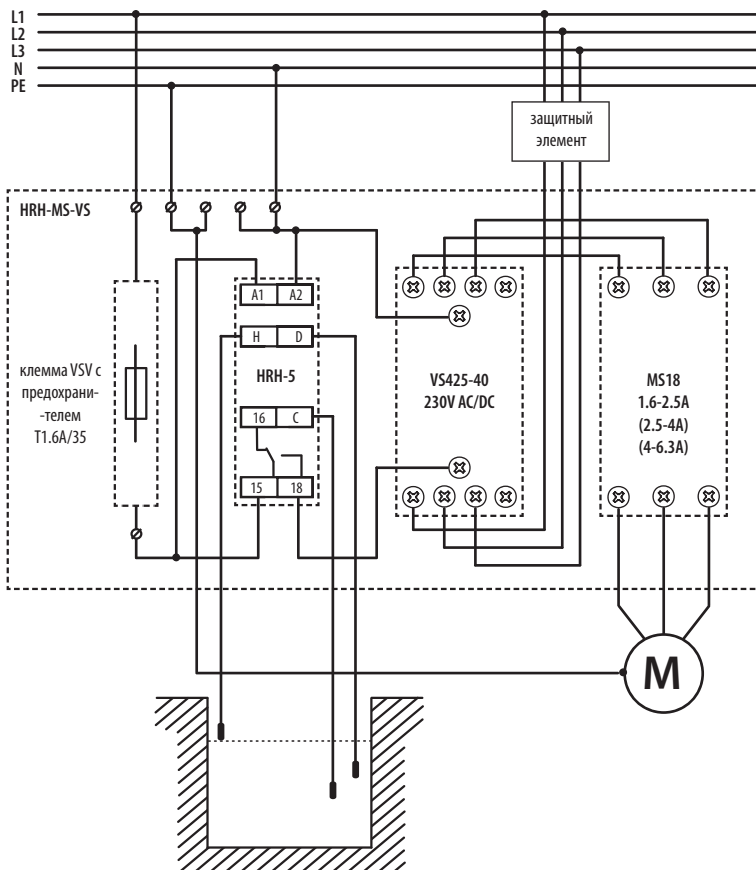 L1
L2
L3
N
PE
защитный
элемент
HRH-MS-VS
A1 A2
H D
HRH-5
16 C
15 18
клемма VSV с
предохрани-
-телем
T1.6A/35
VS425-40
230V AC/DC
MS18
1.6-2.5A
(2.5-4A)
(4-6.3A)
M